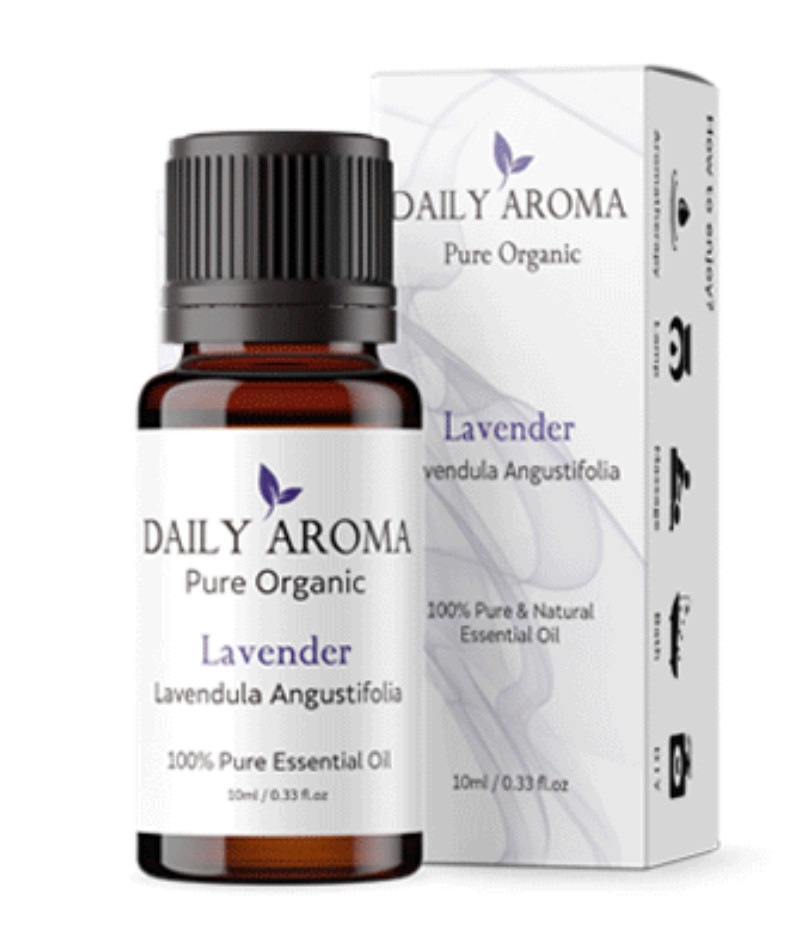 DAILY AROMA
Pure Organic
Lavender
Lavendula Angustifolia
100% Pure Essential Oil
10ml / 0.33 fl.oz
DAILY AROMA
Pure Organic
Lavender
vendula Angustifolia
100% Pure & Natural
Essential Oil
10ml / 0.33 fl.oz
How to enjoy?
Aromatherapy
Lamp
Massage
Bath
DIY